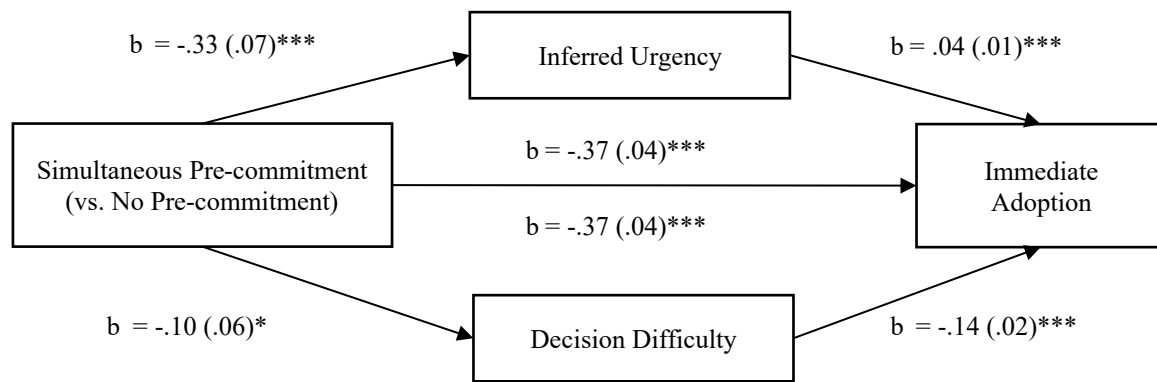 b = -.33 (.07)***
Inferred Urgency
b = .04 (.01)***
Simultaneous Pre-commitment
(vs. No Pre-commitment)
b = -.37 (.04)***
b = -.37 (.04)***
Immediate
Adoption
b = -.10 (.06)*
Decision Difficulty
b = -.14 (.02)***